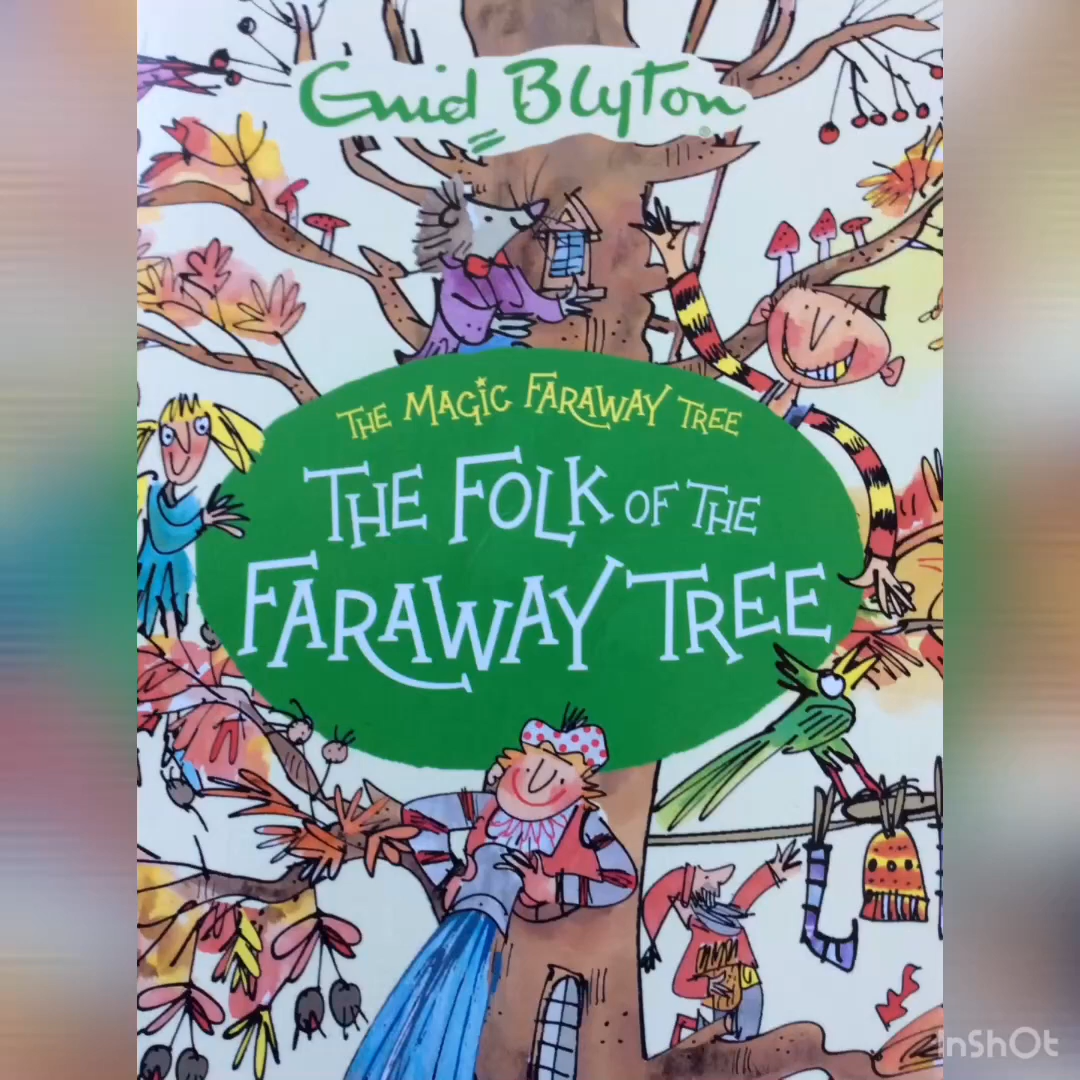 Enid Blyton
THE MAGIC FARAWAY TREE
THE FOLK OF THE
FARAWAY TREE
InShOt